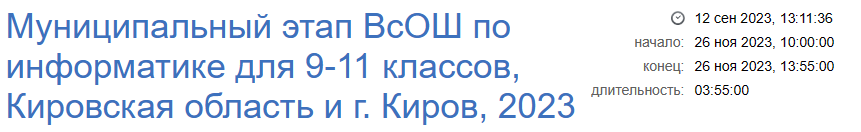 Муниципальный этап ВсОШ по
информатике для 9-11 классов,
Кировская область и г. Киров, 2023
12 сен 2023, 13:11:36
начало: 26 ноя 2023, 10:00:00
конец: 26 ноя 2023, 13:55:00
длительность: 03:55:00